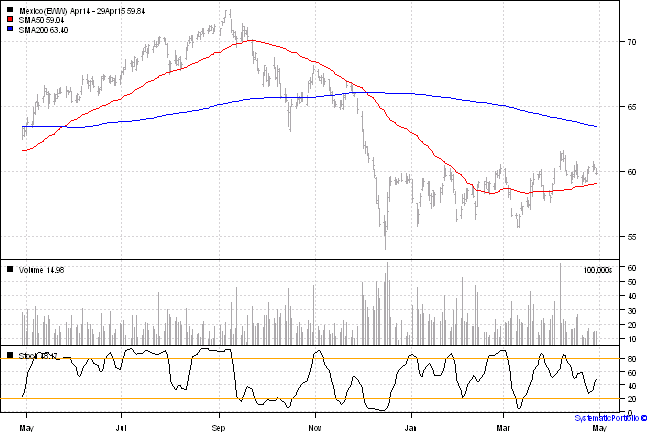 Mexico(EWW) Apr14 - 29Apr15 59.84
SMA50 59.04
SMA200 63.40
70
65
60
55
Volume 14.98
100,000s
60
50
40
30
20
10
80
60
40
20
0
May
Jul
Sep
Nov
Jan
Mar
May
SystematicPortfolio ©